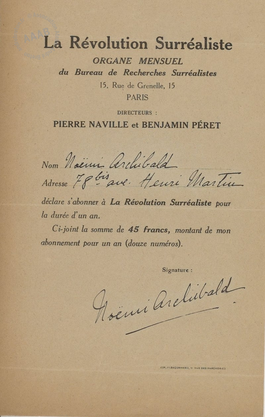 La Révolution Surréaliste
ORGANE MENSUEL
du Bureau de Recherches Surréalistes
15, Rue de Grenelle, 15
PARIS
DIRECTEURS :
PIERRE NAVILLE et BENJAMIN PÉRET
Nom Noëmi Archibald
Adresse 78 bis av. Henri Martin
déclare s'abonner à La Révolution Surréaliste pour
la durée d'un an.
Ci-joint la somme de 45 Francs, montant de mon
abonnement pour un an (douze numéros).
Signature :
Noëmi Archibald